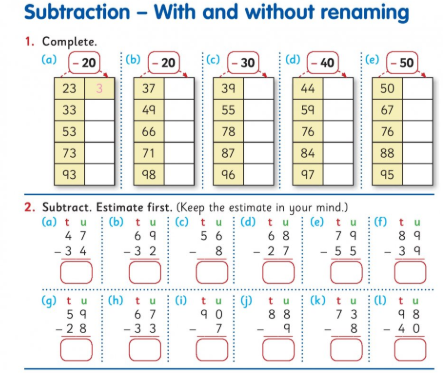 Subtraction – With and without renaming
1. Complete.
(a) – 20 (b) – 20 (c) – 30 (d) – 40 (e) – 50
23 3 37 39 44 50
33 49 55 59 67
53 66 78 76 76
73 71 87 84 88
93 98 96 97 95
2. Subtract. Estimate first. (Keep the estimate in your mind.)
(a) t u (b) t u (c) t u (d) t u (e) t u (f) t u
4 7 6 9 5 6 6 8 7 9 8 9
– 3 4 – 3 2 – 8 – 2 7 – 5 5 – 3 9
(g) t u (h) t u (i) t u (j) t u (k) t u (l) t u
5 9 6 7 9 0 8 8 7 3 9 8
– 2 8 – 3 3 – 7 – 9 – 8 – 4 0